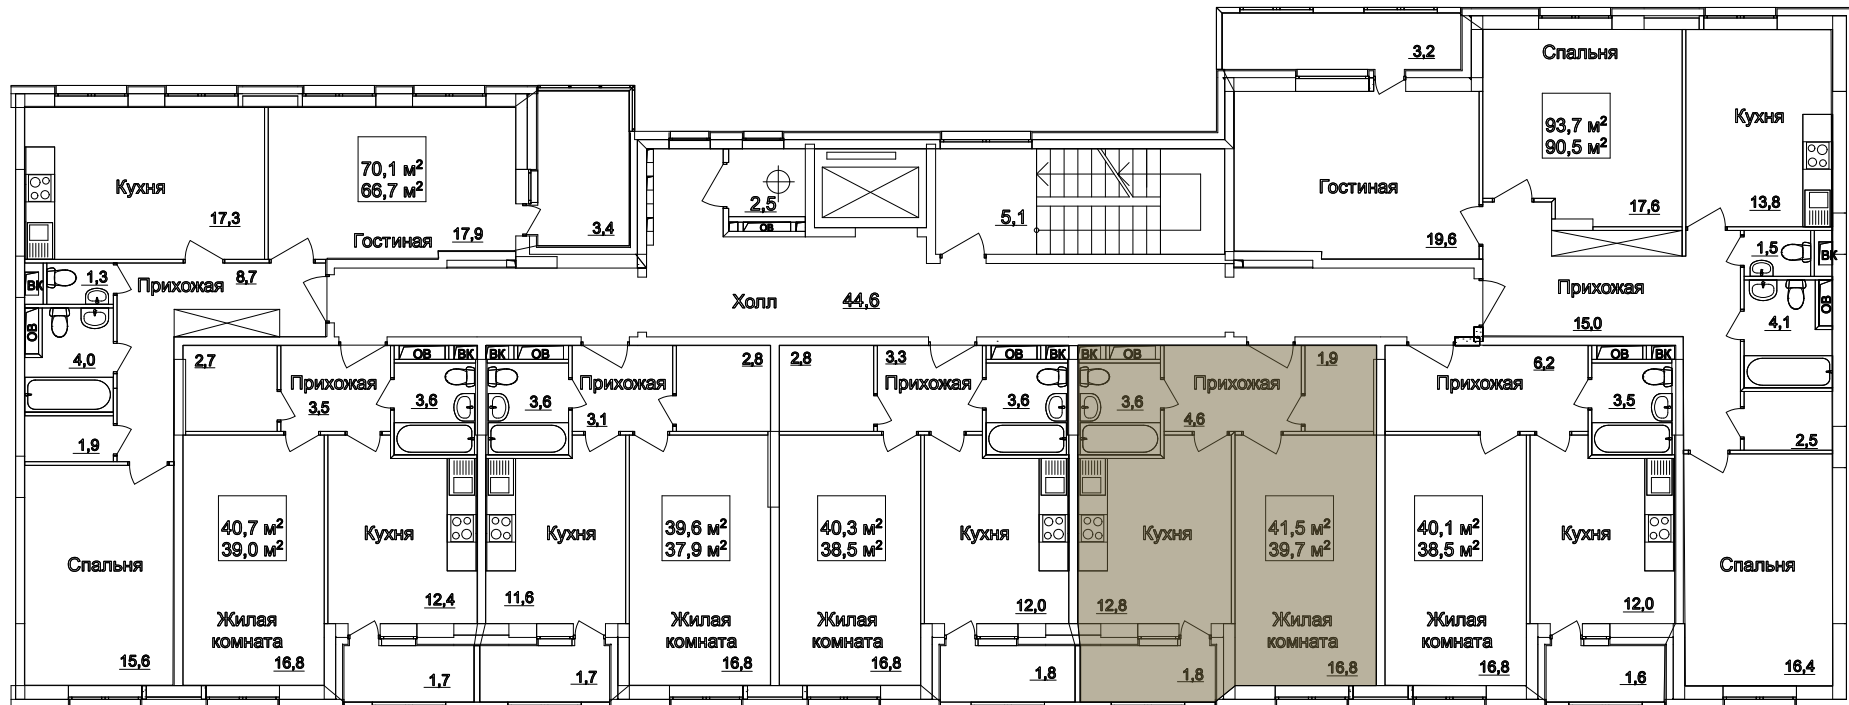 3,2
Спальня
Кухня
93,7 м²
90,5 м²
17,6
13,8
Гостиная
19,6
70,1 м²
66,7 м²
Кухня
17,3
Гостиная
17,9
3,4
2,5
ОВ
5,1
1,5
ВК
Прихожая
15,0
4,1
ОВ
ВК
1,3
Прихожая
8,7
ОВ
4,0
Холл
44,6
2,7
Прихожая
3,5
ОВ
ВК
3,6
ВК
ОВ
3,6
Прихожая
3,1
2,8
2,8
3,3
Прихожая
ОВ
ВК
3,6
ВК
ОВ
3,6
Прихожая
4,6
1,9
Прихожая
6,2
ОВ
ВК
3,5
2,5
1,9
Спальня
15,6
40,7 м²
39,0 м²
Жилая
комната
16,8
Кухня
12,4
1,7
Кухня
11,6
1,7
39,6 м²
37,9 м²
Жилая
комната
16,8
40,3 м²
38,5 м²
Жилая
комната
16,8
Кухня
12,0
1,8
Кухня
12,8
1,8
41,5 м²
39,7 м²
Жилая
комната
16,8
40,1 м²
38,5 м²
Жилая
комната
16,8
Кухня
12,0
1,6
Спальня
16,4